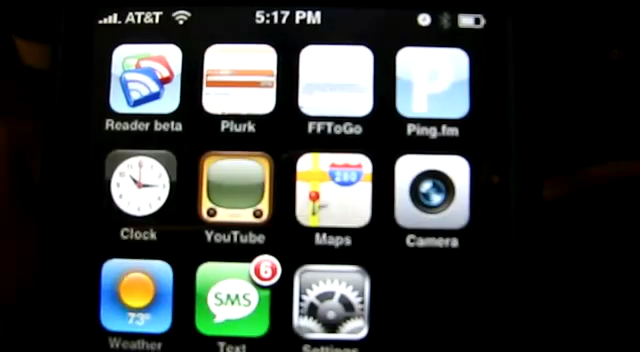 AT&T 5:17 PM
Reader beta Plurk FFToGo Ping.fm
P
280
Clock YouTube Maps Camera
6
SMS
73°
Weather Text Settings